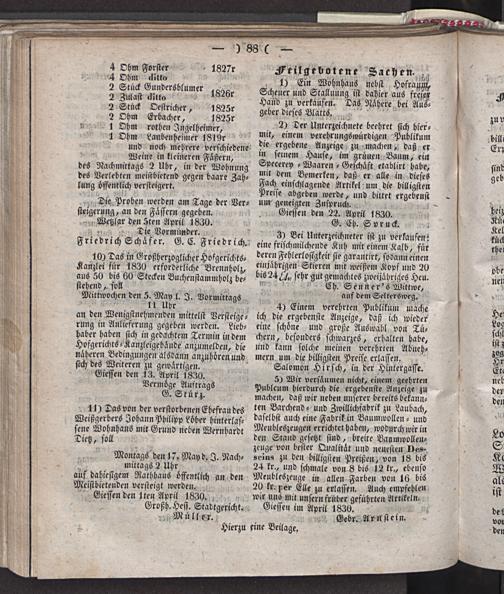 — ) 88 ( —
4 Ohm Forster 1827r
4 Ohm ditto
2 Stück Gundersblumer
2 Zulast ditto 1826r
2 Stück Oestricher, 1825r
2 Ohm Erbacher, 1825r
1 Ohm rothen Ingelheimer,
1 Ohm Laubenheimer 1819r
und noch mehrere verschiedene
Weine in kleineren Fäßern,
des Nachmittags 2 Uhr, in der Wohnung
des Verlebten meistbietend gegen baare Zah-
lung öffentlich versteigert.
Die Proben werden am Tage der Ver-
steigerung, an den Fässern gegeben.
Wetzlar den 5ten April 1830.
Die Vormünder.
Friedrich Schäfer. G. C. Friedrich.
10) Das in Großherzoglicher Hofgerichts-
Kanzlei für 1830 erforderliche Brennholz,
aus 50 bis 60 Stecken Buchenstammholz be-
stehend, soll
Mittwochen den 5. May l. J. Vormittags
11 Uhr
an den Wenigstnehmenden mittelst Versteige-
rung in Anlieferung gegeben werden. Lieb-
haber haben sich in gedachtem Termin in dem
Hofgerichts-Kanzleigebäude anzumelden, die
näheren Bedingungen alsdann anzuhören und
sich des Weiteren zu gewärtigen.
Giessen den 13. April 1830.
Vermöge Auftrags
G. Stürz.
11) Das von der verstorbenen Ehefrau des
Weißgerbers Johann Philipp Löber hinterlas-
sene Wohnhaus mit Grund neben Wernhardt
Dietz, soll
Montags den 17. May d. J. Nach-
mittags 2 Uhr
auf dahiesigem Rathhaus öffentlich an den
Meistbietenden versteigt werden.
Giessen den 1ten April 1830.
Großh. Hess. Stadtgericht.
Müller.
Feilgebotene Sachen.
1) Ein Wohnhaus nebst Hofraum,
Scheuer und Stallung ist dahier aus freier
Hand zu verkaufen. Das Nähere bei Aus-
geber dieses Blatts.
2) Der Unterzeichnete beehrt sich hier-
mit, einem verehrungswürdigen Publikum
die ergebene Anzeige zu machen, daß er
in seinem Hause, im grünen Baum, ein
Specerey-Waaren-Geschäft etablirt habe,
mit dem Bemerken, daß er alle in dieses
Fach einschlagende Artikel um die billigsten
Preise abgeben werde, und bittet ergebenst
um geneigten Zuspruch.
Giessen den 22. April 1830.
G. Ph. Spruck.
3) Bei Unterzeichneter ist zu verkaufen:
eine frischmilchende Kuh mit einem Kalb, für
deren Fehlerlosigkeit sie garantirt, sodann einen
einjährigen Stieren mit weissem Kopf und 20
bis 24 sehr gut gemachtes zweijähriges Heu.
Ph. Senner's Wittwe,
auf dem Seltersweg.
4) Einem verehrten Publikum mache
ich die ergebenste Anzeige, daß ich wieder
eine schöne und große Auswahl von Tü-
chern, besonders schwarzes, erhalten habe,
und kann solche meinen verehrten Abneh-
mern um die billigsten Preise erlassen.
Salomon Hirsch, in der Hintergasse.
5) Wir versäumen nicht, einem geehrten
Publicum hierdurch die ergebenste Anzeige zu
machen, daß wir neben unserer bereits bekann-
ten Barchend- und Zwillichfabrik zu Laubach,
daselbst auch eine Fabrik in Baumwollen- und
Meubleszeugen errichtet haben, wodurch wir in
den Stand gesetzt sind, breite Baumwollen-
zeuge von bester Qualität und neuesten Des-
seins zu den billigsten Preißen, von 18 bis
24 kr., und schmale von 8 bis 12 kr., ebenso
Meubleszeuge in allen Farben von 16 bis
20 kr. per Elle zu erlassen. Auch empfehlen
wir uns mit unsern früher geführten Artikeln.
Giessen im April 1830.
Gebr. Arnstein.
Hierzu eine Beilage.